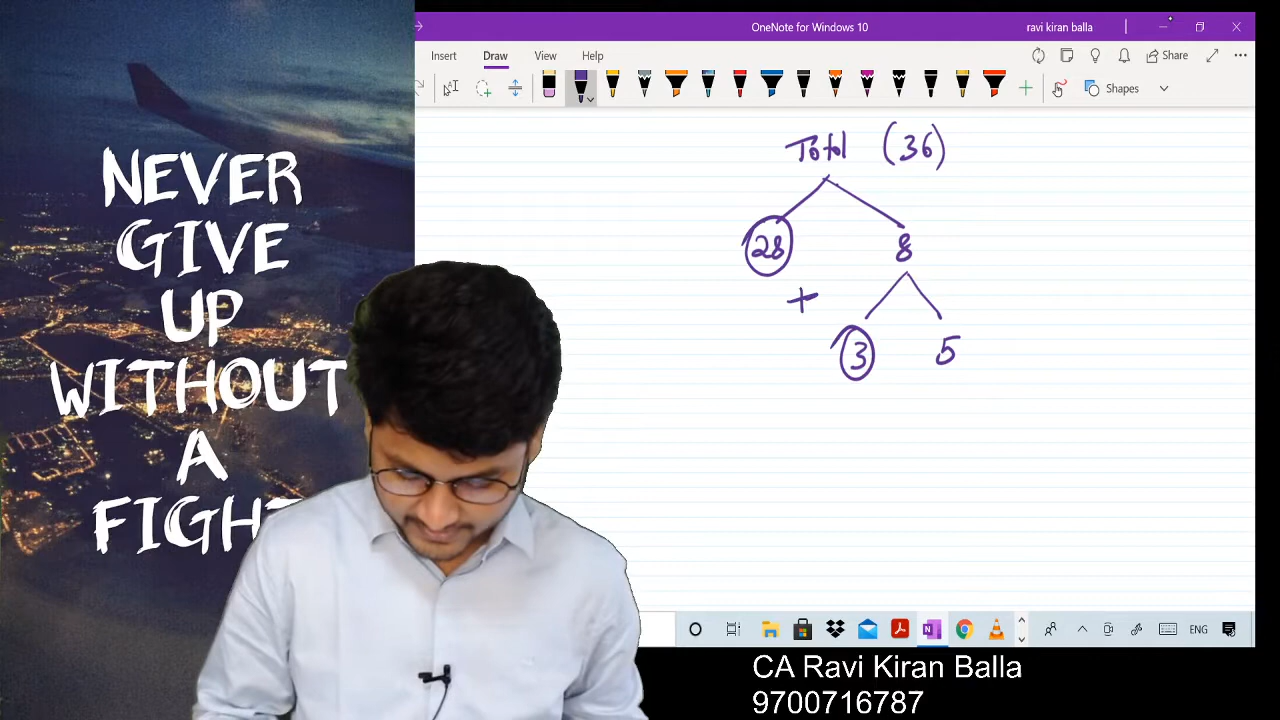 NEVER
GIVE
UP
WITHOUT
A
FIGHT
OneNote for Windows 10
ravi kiran balla
Insert Draw View Help
Share
Shapes
Total (36)
28 8
+
3 5
ENG
CA Ravi Kiran Balla
9700716787